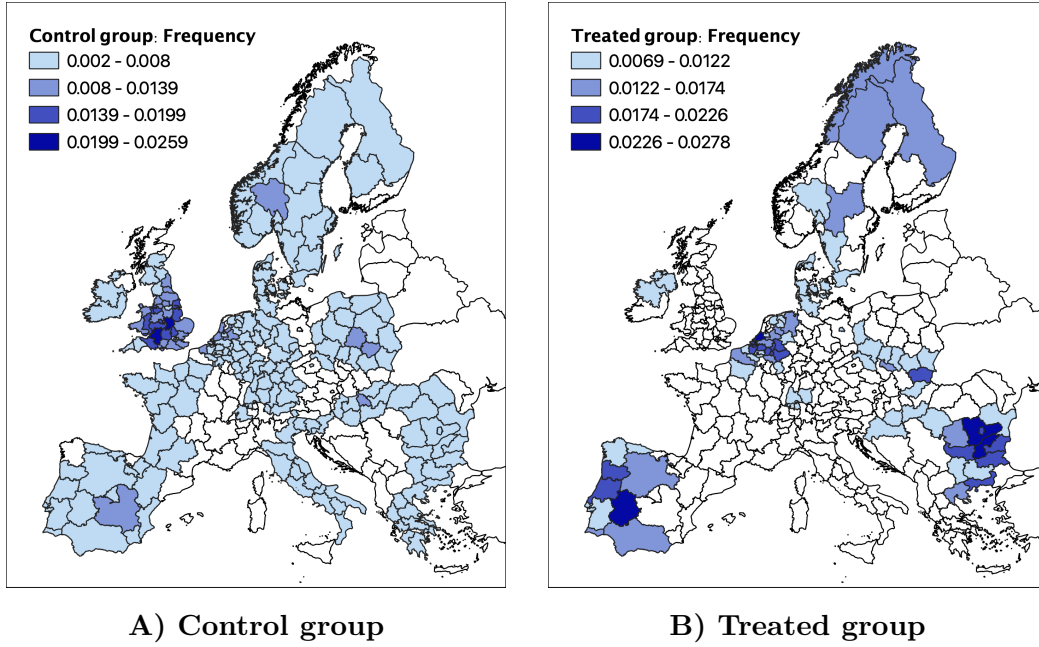 Control group: Frequency
0.002 - 0.008
0.008 - 0.0139
0.0139 - 0.0199
0.0199 - 0.0259
Treated group: Frequency
0.0069 - 0.0122
0.0122 - 0.0174
0.0174 - 0.0226
0.0226 - 0.0278
A) Control group
B) Treated group